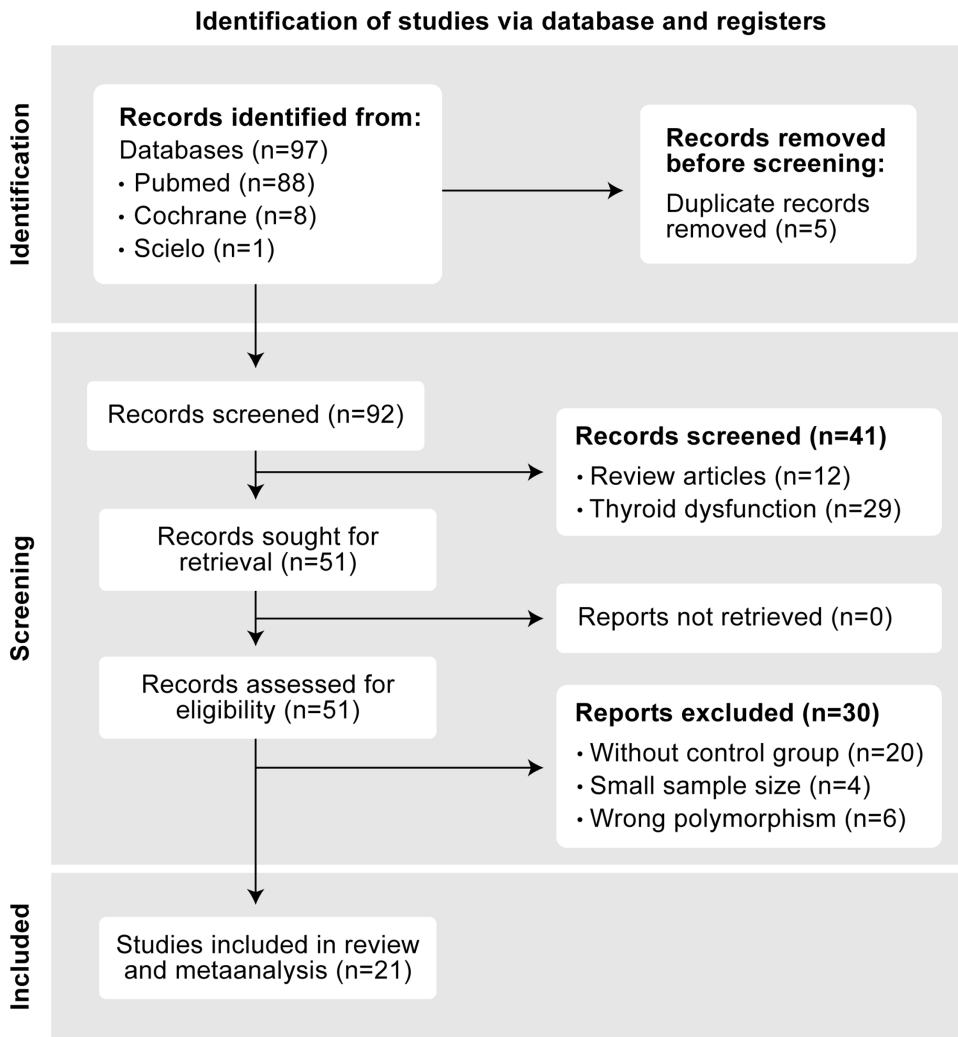 Identification of studies via database and registers
Identification
Records identified from:
Databases (n=97)
• Pubmed (n=88)
• Cochrane (n=8)
• Scielo (n=1)
Records removed
before screening:
Duplicate records
removed (n=5)
Screening
Records screened (n=92)
Records screened (n=41)
• Review articles (n=12)
• Thyroid dysfunction (n=29)
Records sought for
retrieval (n=51)
Reports not retrieved (n=0)
Records assessed for
eligibility (n=51)
Reports excluded (n=30)
• Without control group (n=20)
• Small sample size (n=4)
• Wrong polymorphism (n=6)
Included
Studies included in review
and metaanalysis (n=21)